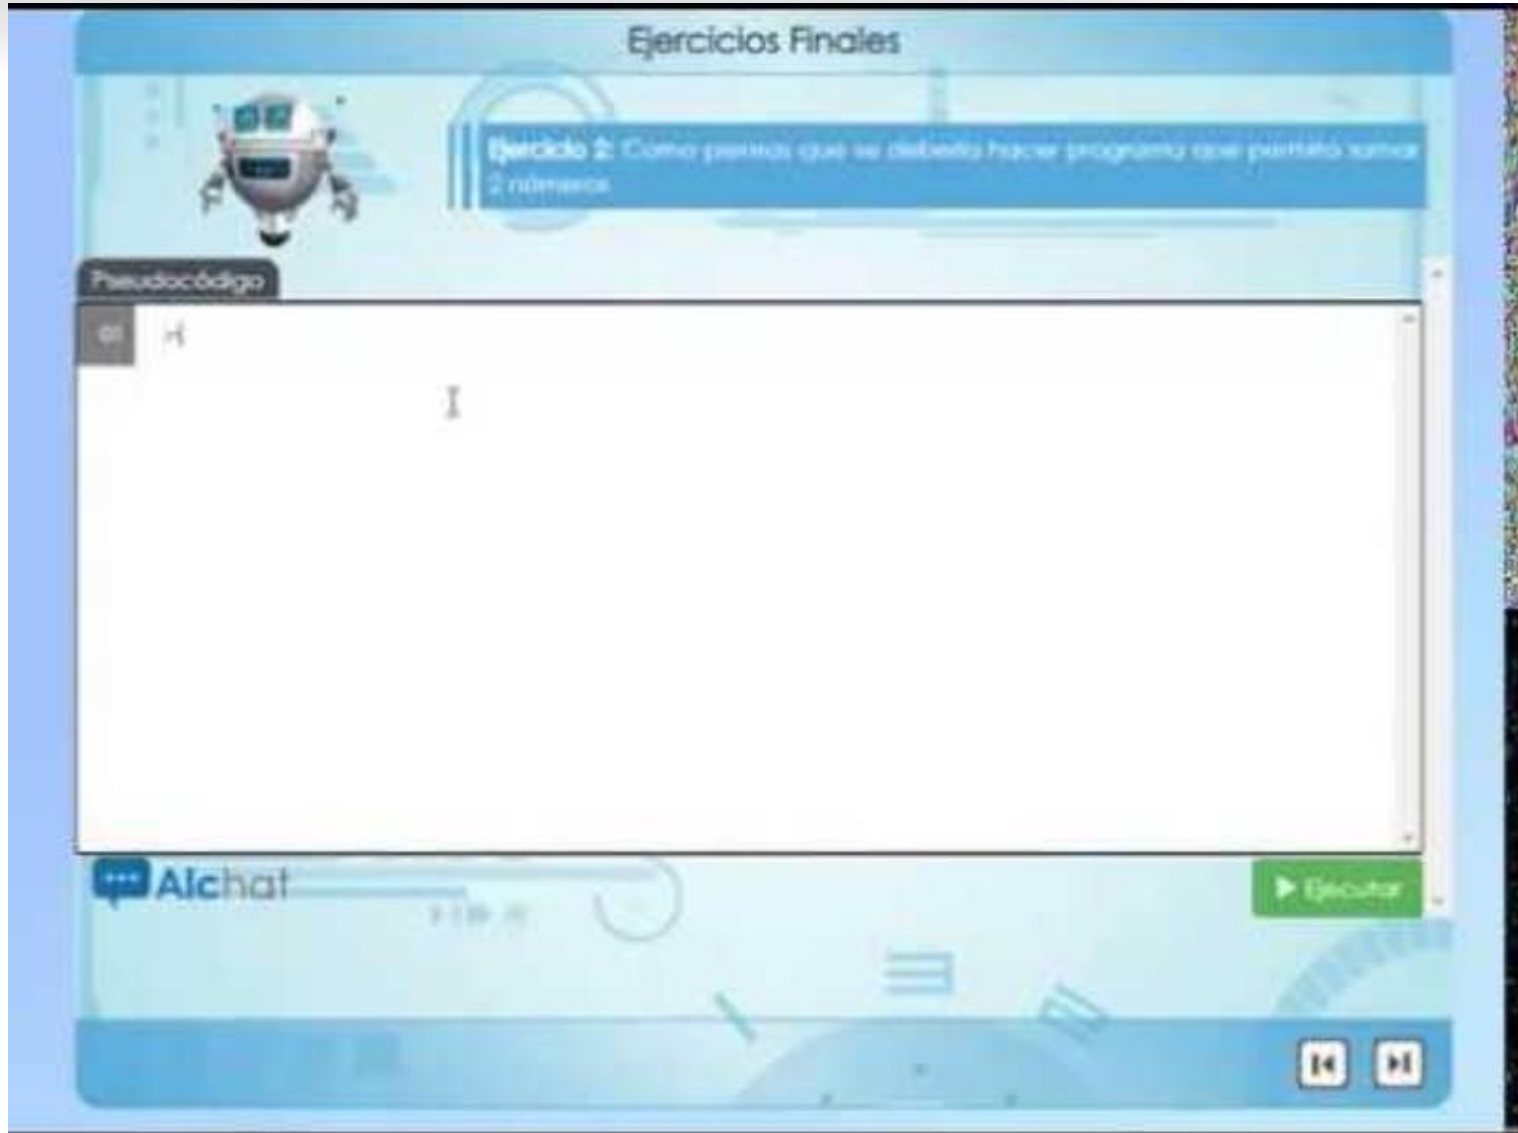 Ejercicios Finales
Ejercicio 2: Como piensas que se debería hacer programa que permita sumar
2 números
Pseudocódigo
01
AIchat
Ejecutar